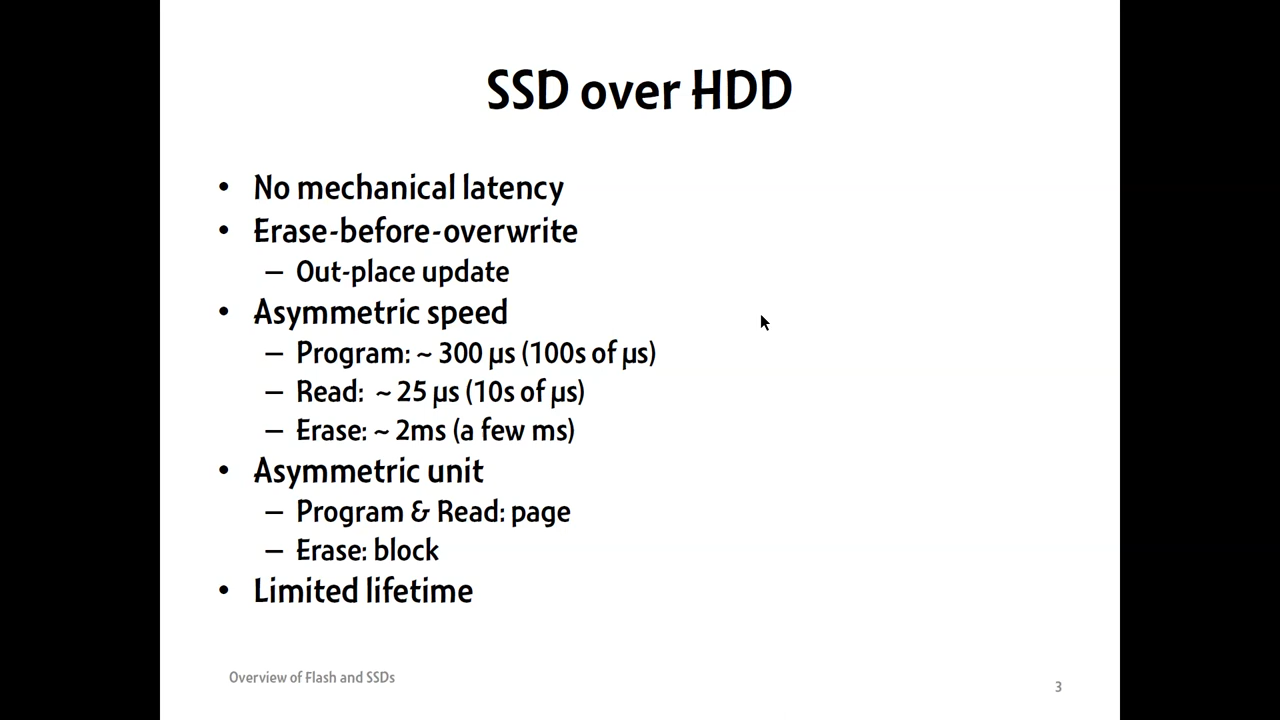 SSD over HDD
• No mechanical latency
• Erase-before-overwrite
– Out-place update
• Asymmetric speed
– Program: ~ 300 µs (100s of µs)
– Read: ~ 25 µs (10s of µs)
– Erase: ~ 2ms (a few ms)
• Asymmetric unit
– Program & Read: page
– Erase: block
• Limited lifetime
Overview of Flash and SSDs
3